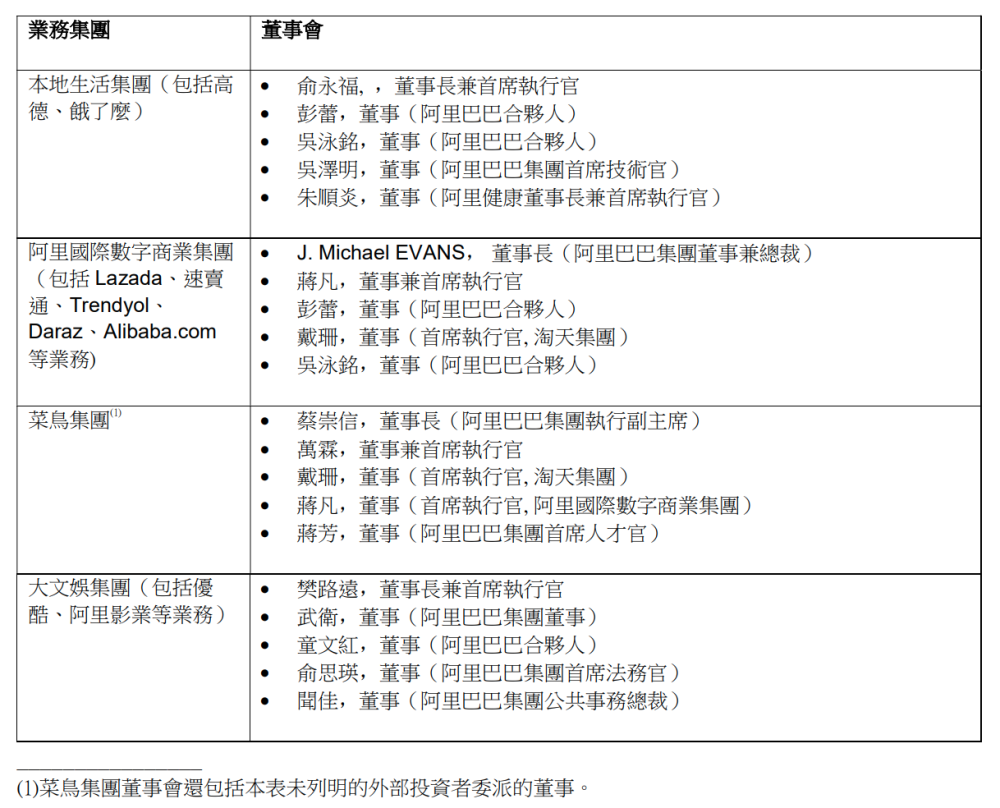 業務集團
董事會
本地生活集團（包括高
德、餓了麼）
• 俞永福,，董事長兼首席執行官
• 彭蕾，董事（阿里巴巴合夥人）
• 吳泳銘，董事（阿里巴巴合夥人）
• 吳澤明，董事（阿里巴巴集團首席技術官）
• 朱順炎，董事（阿里健康董事長兼首席執行官）
阿里國際數字商業集團
（包括 Lazada、速賣
通、Trendyol、
Daraz、Alibaba.com
等業務)
• J. Michael EVANS， 董事長（阿里巴巴集團董事兼總裁）
• 蔣凡，董事兼首席執行官
• 彭蕾，董事（阿里巴巴合夥人）
• 戴珊，董事（首席執行官, 淘天集團）
• 吳泳銘，董事（阿里巴巴合夥人）
菜鳥集團(1)
• 蔡崇信，董事長（阿里巴巴集團執行副主席）
• 萬霖，董事兼首席執行官
• 戴珊，董事（首席執行官, 淘天集團）
• 蔣凡，董事（首席執行官, 阿里國際數字商業集團）
• 蔣芳，董事（阿里巴巴集團首席人才官）
大文娛集團（包括優
酷、阿里影業等業務）
• 樊路遠，董事長兼首席執行官
• 武衛，董事（阿里巴巴集團董事）
• 童文紅，董事（阿里巴巴合夥人）
• 俞思瑛，董事（阿里巴巴集團首席法務官）
• 聞佳，董事（阿里巴巴集團公共事務總裁）
(1)菜鳥集團董事會還包括本表未列明的外部投資者委派的董事。